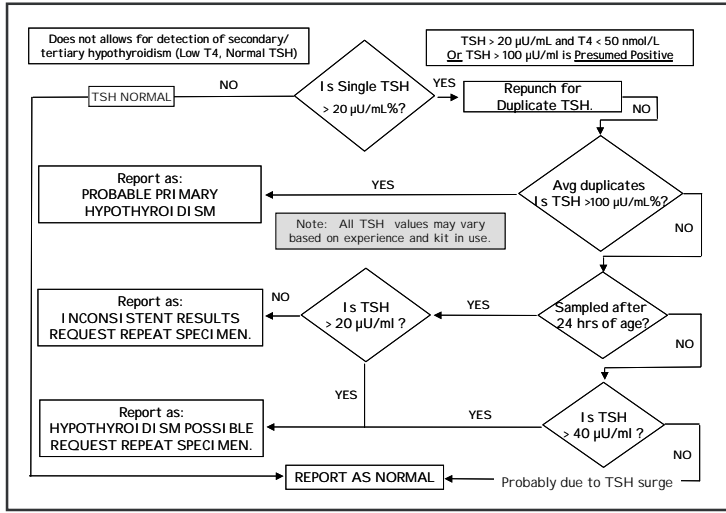 Does not allows for detection of secondary/
tertiary hypothyroidism (Low T4, Normal TSH)
TSH > 20 µU/mL and T4 < 50 nmol/L
Or TSH > 100 µU/ml is Presumed Positive
NO
Is Single TSH
> 20 µU/mL%?
YES
TSH NORMAL
Repunch for
Duplicate TSH.
NO
Report as:
PROBABLE PRIMARY
HYPOTHYROIDISM
YES
Avg duplicates
Is TSH >100 µU/mL%?
Note: All TSH values may vary
based on experience and kit in use.
NO
Report as:
INCONSISTENT RESULTS
REQUEST REPEAT SPECIMEN.
NO
Is TSH
> 20 µU/ml ?
YES
Sampled after
24 hrs of age?
NO
YES
Report as:
HYPOTHYROIDISM POSSIBLE
REQUEST REPEAT SPECIMEN.
YES
Is TSH
> 40 µU/ml ?
NO
REPORT AS NORMAL
Probably due to TSH surge